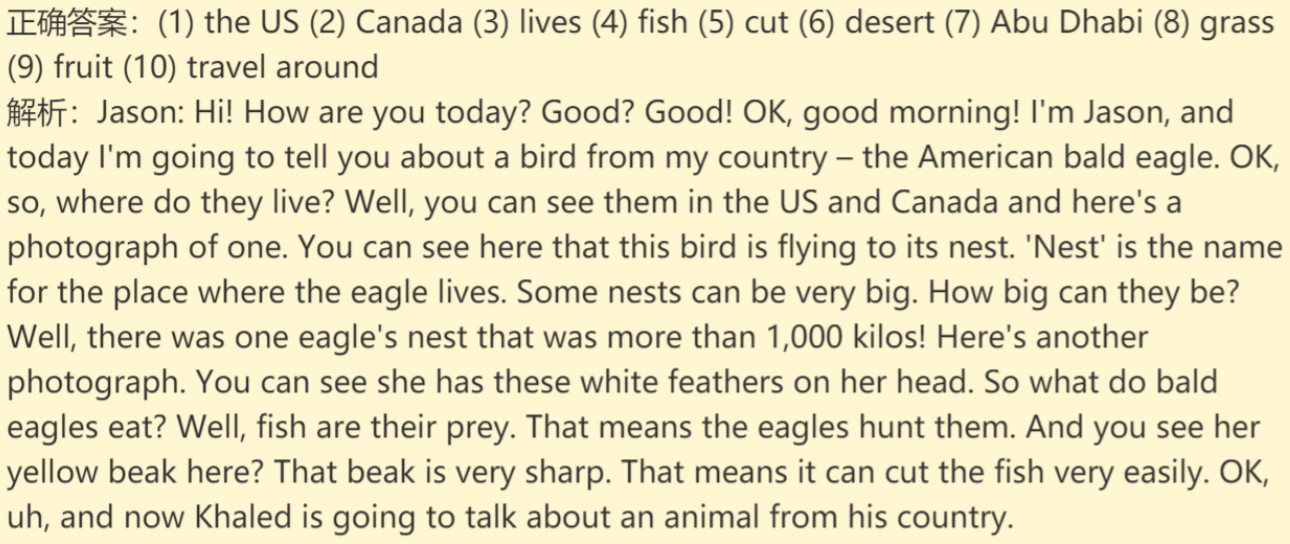 正确答案：(1) the US (2) Canada (3) lives (4) fish (5) cut (6) desert (7) Abu Dhabi (8) grass
(9) fruit (10) travel around
解析：Jason: Hi! How are you today? Good? Good! OK, good morning! I'm Jason, and
today I'm going to tell you about a bird from my country – the American bald eagle. OK,
so, where do they live? Well, you can see them in the US and Canada and here's a
photograph of one. You can see here that this bird is flying to its nest. 'Nest' is the name
for the place where the eagle lives. Some nests can be very big. How big can they be?
Well, there was one eagle's nest that was more than 1,000 kilos! Here's another
photograph. You can see she has these white feathers on her head. So what do bald
eagles eat? Well, fish are their prey. That means the eagles hunt them. And you see her
yellow beak here? That beak is very sharp. That means it can cut the fish very easily. OK,
uh, and now Khaled is going to talk about an animal from his country.